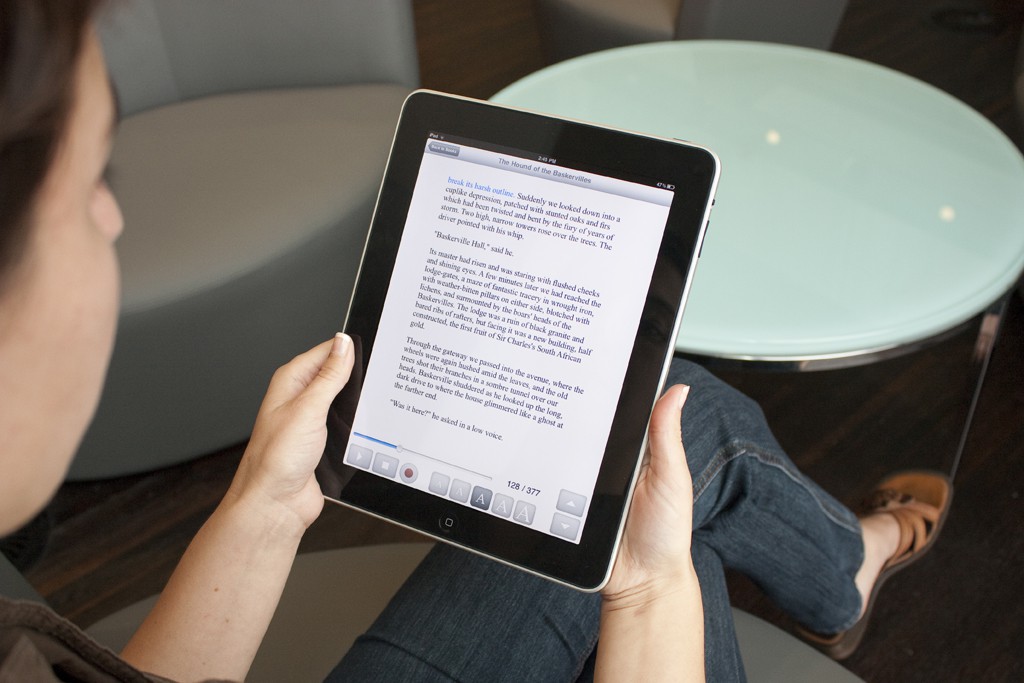 iPad
2:45 PM
47%
The Hound of the Baskervilles
break its harsh outline. Suddenly we looked down into a
cuplike depression, patched with stunted oaks and firs
which had been twisted and bent by the fury of years of
storm. Two high, narrow towers rose over the trees. The
driver pointed with his whip.
"Baskerville Hall," said he.
Its master had risen and was staring with flushed cheeks
and shining eyes. A few minutes later we had reached the
lodge-gates, a maze of fantastic tracery in wrought iron,
with weather-bitten pillars on either side, blotched with
lichens, and surmounted by the boars' heads of the
Baskervilles. The lodge was a ruin of black granite and
bared ribs of rafters, but facing it was a new building, half
constructed, the first fruit of Sir Charles's South African
gold.
Through the gateway we passed into the avenue, where the
wheels were again hushed amid the leaves, and the old
trees shot their branches in a sombre tunnel over our
heads. Baskerville shuddered as he looked up the long,
dark drive to where the house glimmered like a ghost at
the farther end.
"Was it here?" he asked in a low voice.
128 / 377
A A A A A